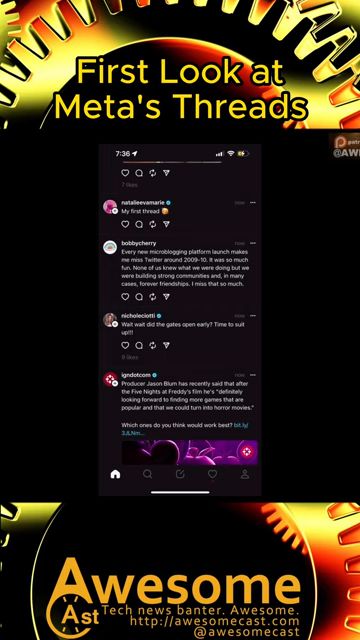 First Look at
Meta's Threads
@AW
7:36
7 likes
natalieevamarie now
My first thread
bobbycherry now
Every new microblogging platform launch makes
me miss Twitter around 2009-10. It was so much
fun. None of us knew what we were doing but we
were building strong communities and, in many
cases, forever friendships. I miss that so much.
nicholeciotti now
Wait wait did the gates open early? Time to suit
up!!!
6 likes
igndotcom now
Producer Jason Blum has recently said that after
the Five Nights at Freddy's film he's "definitely
looking forward to finding more games that are
popular and that we could turn into horror movies."
Which ones do you think would work best? bit.ly/
3JLNm...
Awesome
Cast
Tech news banter. Awesome.
http://awesomecast.com
@awesomecast